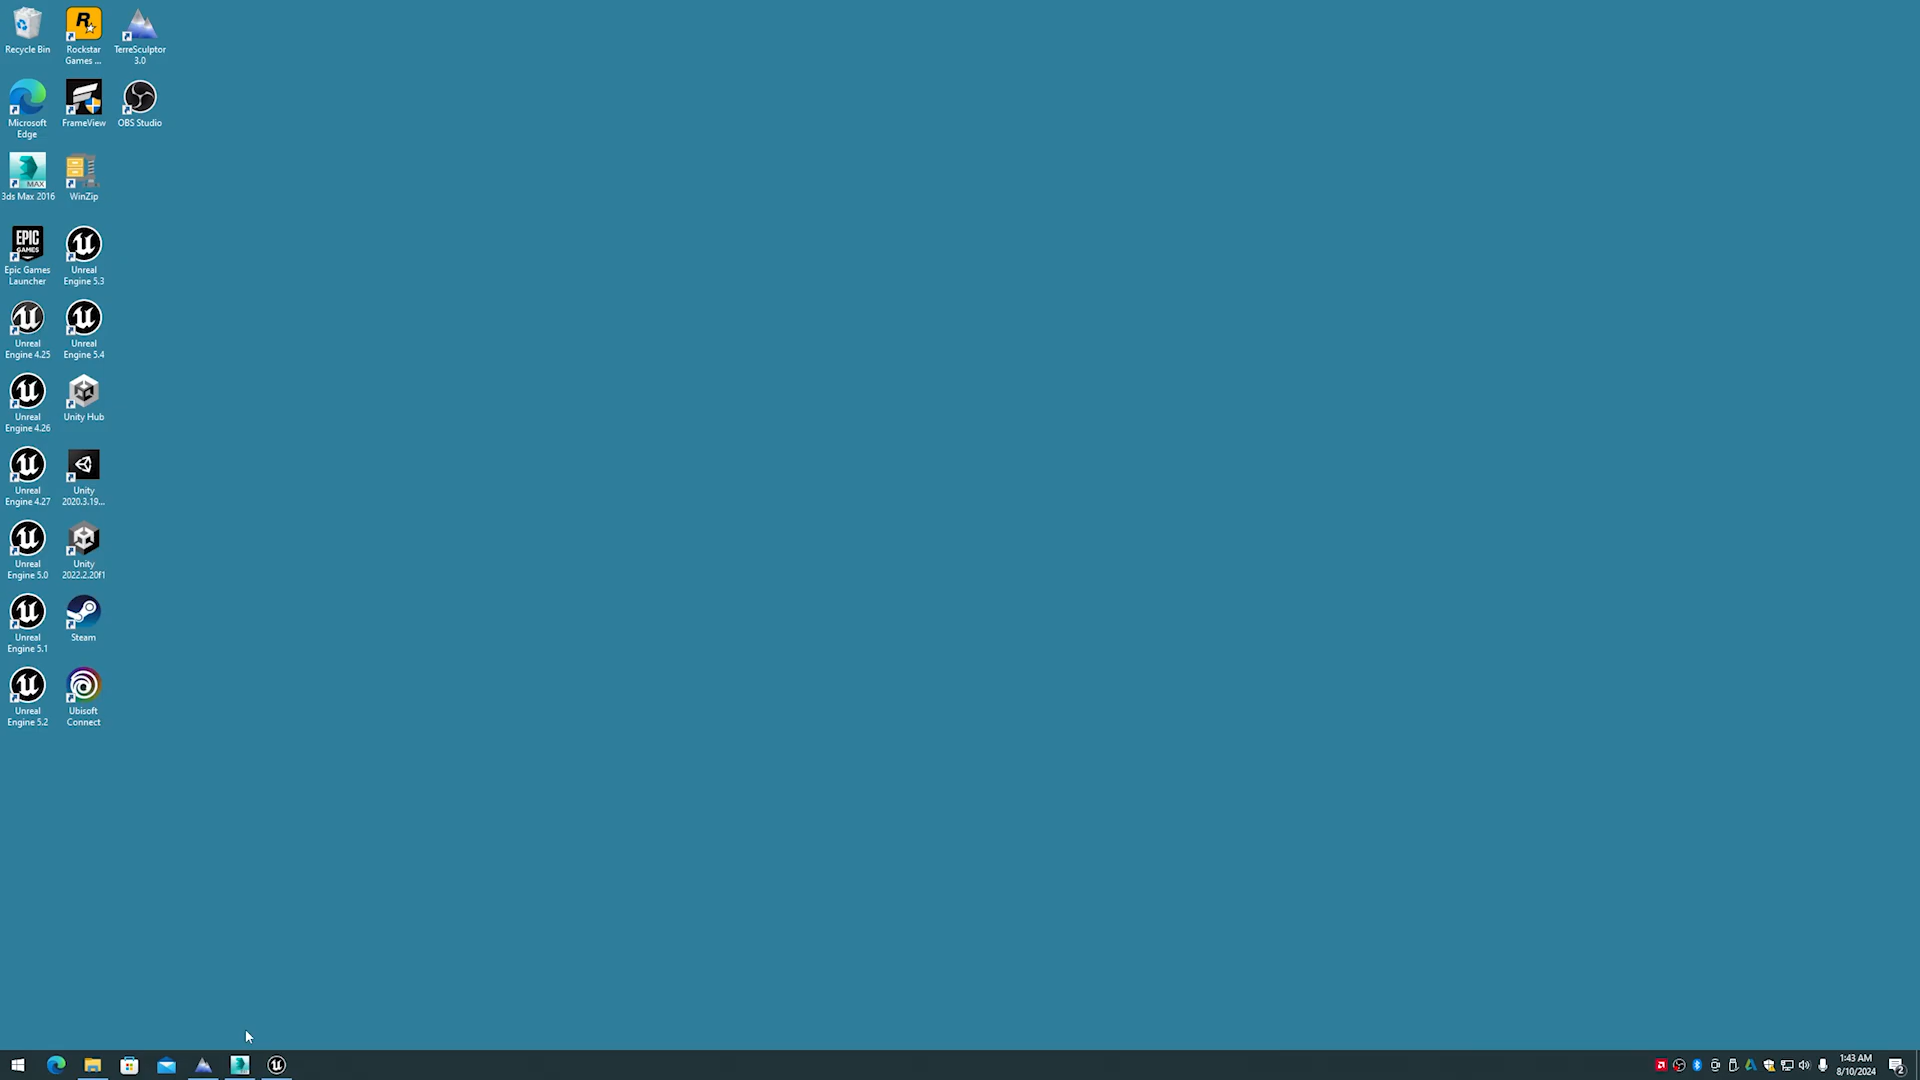 Recycle Bin
Rockstar
Games ...
TerreSculptor
3.0
Microsoft
Edge
FrameView
OBS Studio
MAX
3ds Max 2016
WinZip
EPIC
GAMES
Epic Games
Launcher
Unreal
Engine 5.3
Unreal
Engine 4.25
Unreal
Engine 5.4
Unreal
Engine 4.26
Unity Hub
Unreal
Engine 4.27
Unity
2020.3.19...
Unreal
Engine 5.0
Unity
2022.2.20f1
Unreal
Engine 5.1
Steam
Unreal
Engine 5.2
Ubisoft
Connect
1:43 AM
8/10/2024
2